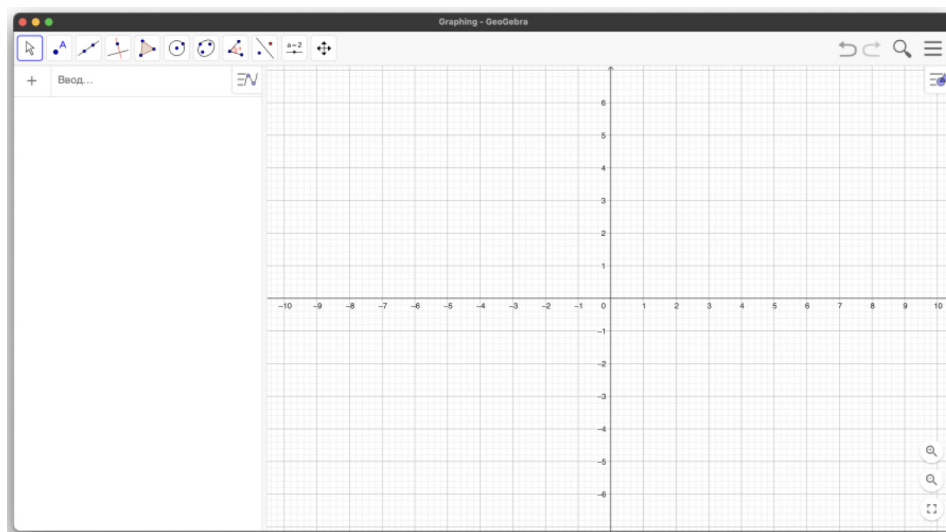 Graphing - GeoGebra
A
a=2
+ Ввод...
6
5
4
3
2
1
−10 −9 −8 −7 −6 −5 −4 −3 −2 −1 0 1 2 3 4 5 6 7 8 9 10
−1
−2
−3
−4
−5
−6